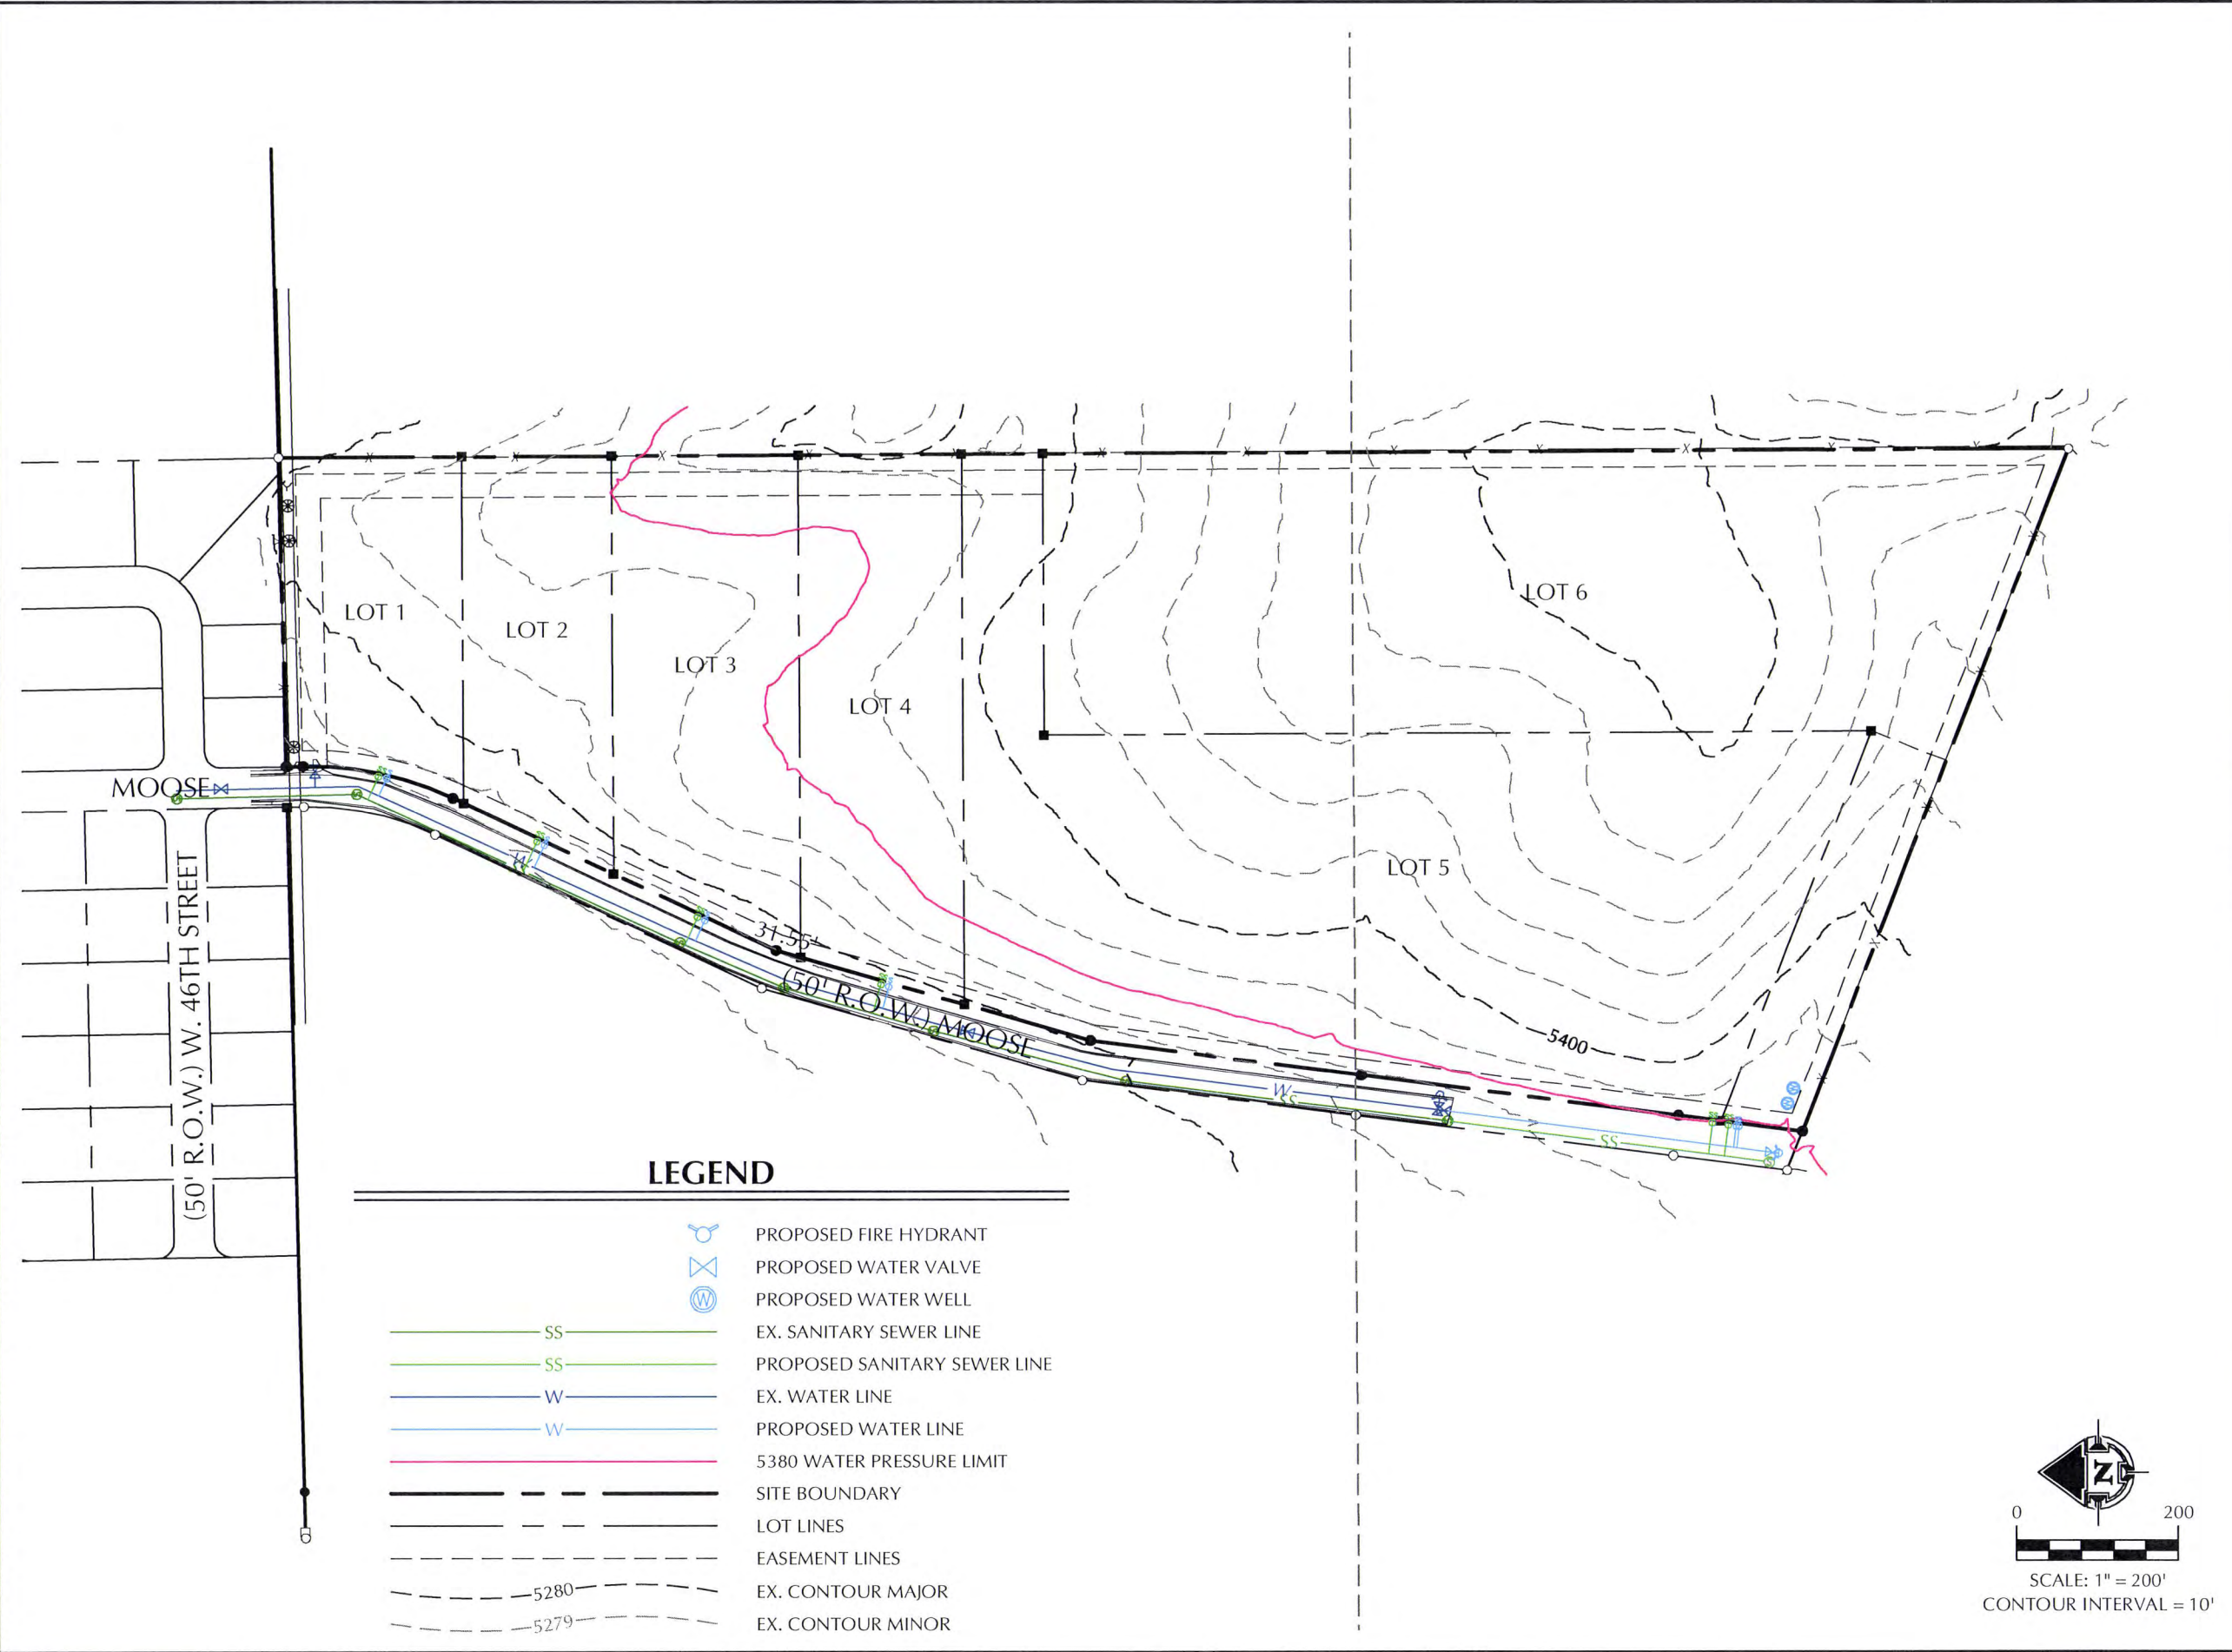 LOT 1
LOT 2
LOT 3
LOT 4
LOT 5
LOT 6
MOOSE
31.55'
(50' R.O.W.) MOOSE
(50' R.O.W.) W. 46TH STREET
5400
W
W
SS
SS
LEGEND
PROPOSED FIRE HYDRANT
PROPOSED WATER VALVE
W PROPOSED WATER WELL
SS EX. SANITARY SEWER LINE
SS PROPOSED SANITARY SEWER LINE
W EX. WATER LINE
W PROPOSED WATER LINE
5380 WATER PRESSURE LIMIT
SITE BOUNDARY
LOT LINES
EASEMENT LINES
5280 EX. CONTOUR MAJOR
5279 EX. CONTOUR MINOR
N
0 200
SCALE: 1" = 200'
CONTOUR INTERVAL = 10'